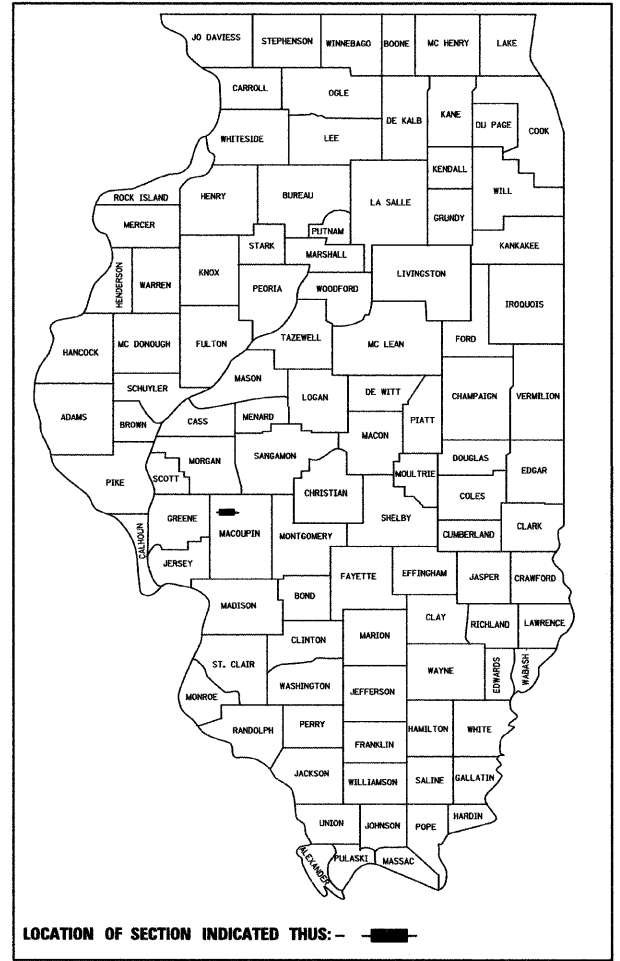 JO DAVIESS STEPHENSON WINNEBAGO BOONE MC HENRY LAKE
CARROLL OGLE DE KALB KANE DU PAGE COOK
WHITESIDE LEE
KENDALL WILL
ROCK ISLAND HENRY BUREAU LA SALLE GRUNDY
MERCER PUTNAM
STARK MARSHALL KANKAKEE
HENDERSON WARREN KNOX PEORIA WOODFORD LIVINGSTON IROQUOIS
HANCOCK MC DONOUGH FULTON TAZEWELL MC LEAN FORD
SCHUYLER MASON LOGAN DE WITT CHAMPAIGN VERMILION
ADAMS BROWN CASS MENARD MACON PIATT
MORGAN SANGAMON DOUGLAS EDGAR
PIKE SCOTT CHRISTIAN MOULTRIE COLES
GREENE MACOUPIN MONTGOMERY SHELBY CUMBERLAND CLARK
CALHOUN JERSEY
FAYETTE EFFINGHAM JASPER CRAWFORD
MADISON BOND CLAY RICHLAND LAWRENCE
CLINTON MARION
ST. CLAIR WAYNE EDWARDS WABASH
WASHINGTON JEFFERSON
MONROE
RANDOLPH PERRY HAMILTON WHITE
FRANKLIN
JACKSON WILLIAMSON SALINE GALLATIN
UNION JOHNSON POPE HARDIN
ALEXANDER PULASKI MASSAC
LOCATION OF SECTION INDICATED THUS: –